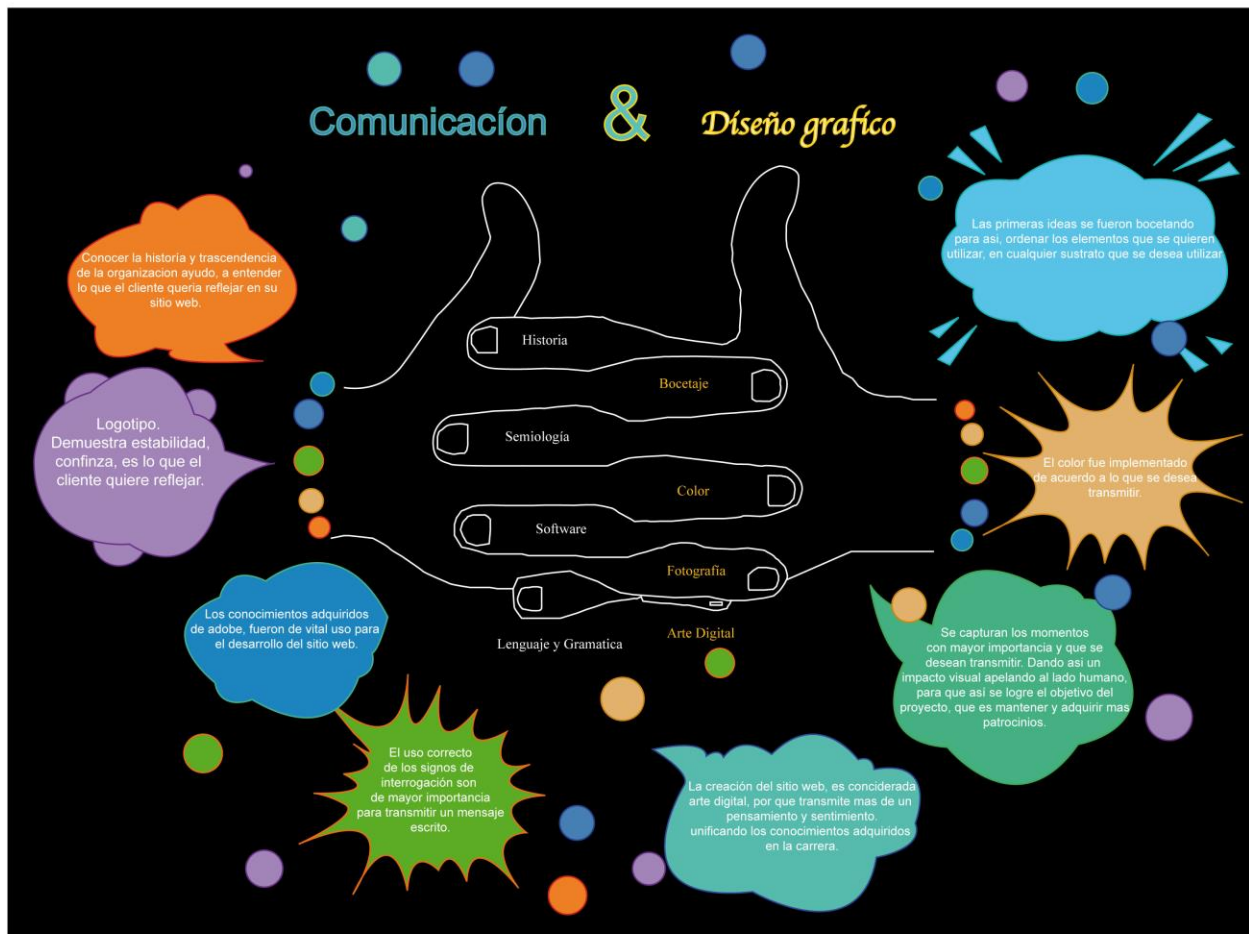 Comunicacíon & Diseño grafico
Conocer la historia y trascendencia
de la organizacion ayudo, a entender
lo que el cliente queria reflejar en su
sitio web.
Las primeras ideas se fueron bocetando
para asi, ordenar los elementos que se quieren
utilizar, en cualquier sustrato que se desea utilizar
Historia
Bocetaje
Semiología
Color
Software
Fotografía
Lenguaje y Gramatica
Arte Digital
Logotipo.
Demuestra estabilidad,
confinza, es lo que el
cliente quiere reflejar.
El color fue implementado
de acuerdo a lo que se desea
transmitir.
Los conocimientos adquiridos
de adobe, fueron de vital uso para
el desarrollo del sitio web.
Se capturan los momentos
con mayor importancia y que se
desean transmitir. Dando asi un
impacto visual apelando al lado humano,
para que así se logre el objetivo del
proyecto, que es mantener y adquirir mas
patrocinios.
El uso correcto
de los signos de
interrogación son
de mayor importancia
para transmitir un mensaje
escrito.
La creación del sitio web, es conciderada
arte digital, por que transmite mas de un
pensamiento y sentimiento.
unificando los conocimientos adquiridos
en la carrera.